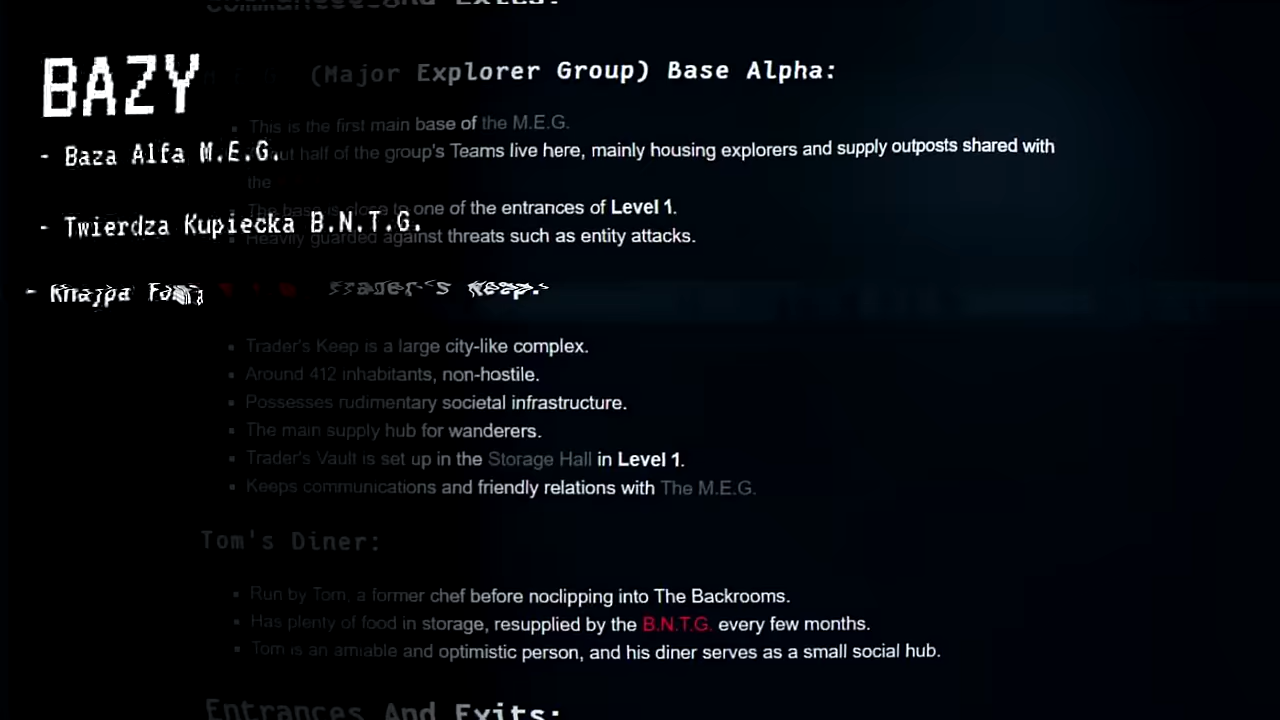 BAZY
(Major Explorer Group) Base Alpha:
This is the first main base of the M.E.G.
- Baza Alfa M.E.G.
half of the group's Teams live here, mainly housing explorers and supply outposts shared with
the
The base is close to one of the entrances of Level 1.
- Twierdza Kupiecka B.N.T.G.
Heavily guarded against threats such as entity attacks.
- Knajpa
Trader's Keep:
Trader's Keep is a large city-like complex.
Around 412 inhabitants, non-hostile.
Possesses rudimentary societal infrastructure.
The main supply hub for wanderers.
Trader's Vault is set up in the Storage Hall in Level 1.
Keeps communications and friendly relations with The M.E.G.
Tom's Diner:
Run by Tom, a former chef before noclipping into The Backrooms.
Has plenty of food in storage, resupplied by the B.N.T.G. every few months.
Tom is an amiable and optimistic person, and his diner serves as a small social hub.
Entrances And Exits: